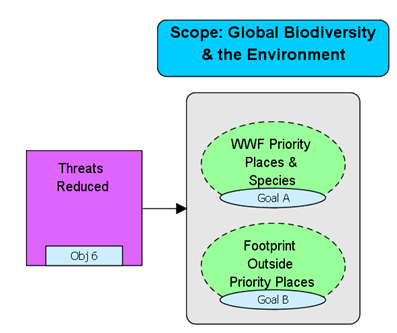 Scope: Global Biodiversity
& the Environment
Threats
Reduced
Obj 6
WWF Priority
Places &
Species
Goal A
Footprint
Outside
Priority Places
Goal B